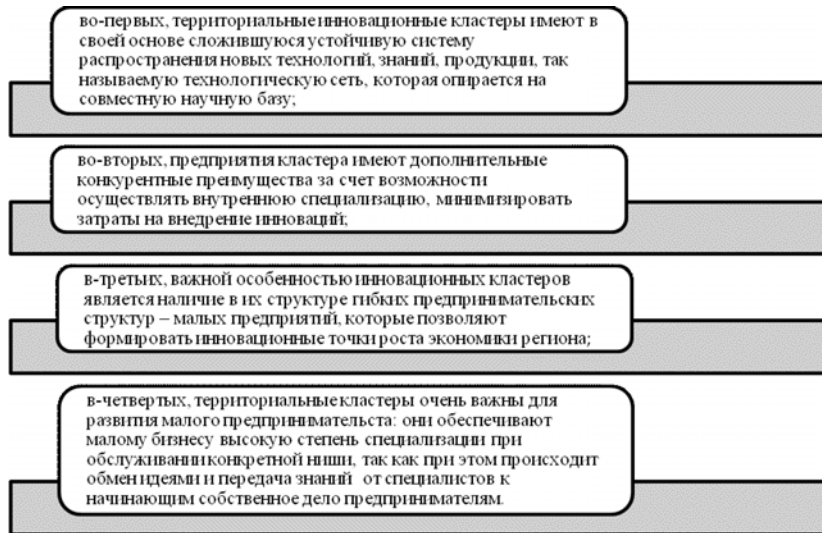 во-первых, территориальные инновационные кластеры имеют в
своей основе сложившуюся устойчивую систему
распространения новых технологий, знаний, продукции, так
называемую технологическую сеть, которая опирается на
совместную научную базу;
во-вторых, предприятия кластера имеют дополнительные
конкурентные преимущества за счет возможности
осуществлять внутреннюю специализацию, минимизировать
затраты на внедрение инноваций;
в-третьих, важной особенностью инновационных кластеров
является наличие в их структуре гибких предпринимательских
структур – малых предприятий, которые позволяют
формировать инновационные точки роста экономики региона;
в-четвертых, территориальные кластеры очень важны для
развития малого предпринимательста: они обеспечивают
малому бизнесу высокую степень специализации при
обслуживании конкретной ниши, так как при этом происходит
обмен идеями и передача знаний от специалистов к
начинающим собственное дело предпринимателям.